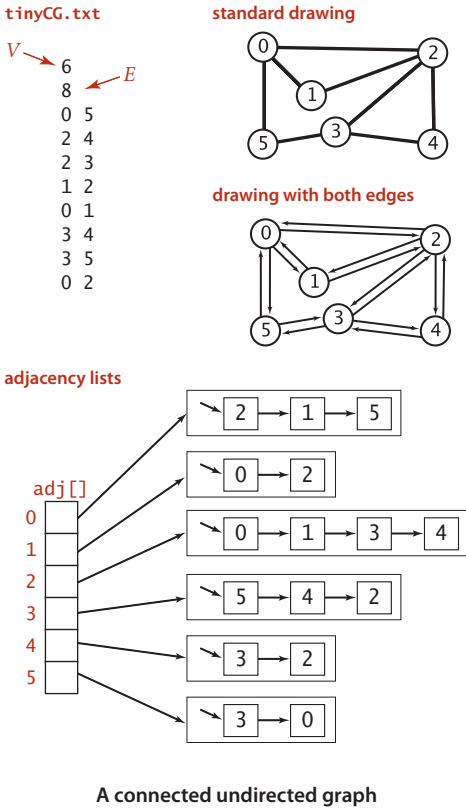 tinyCG.txt
V
6
8
E
0 5
2 4
2 3
1 2
0 1
3 4
3 5
0 2
standard drawing
0
2
1
3
5
4
drawing with both edges
0
2
1
3
5
4
adjacency lists
adj[]
0
1
2
3
4
5
2 1 5
0 2
0 1 3 4
5 4 2
3 2
3 0
A connected undirected graph